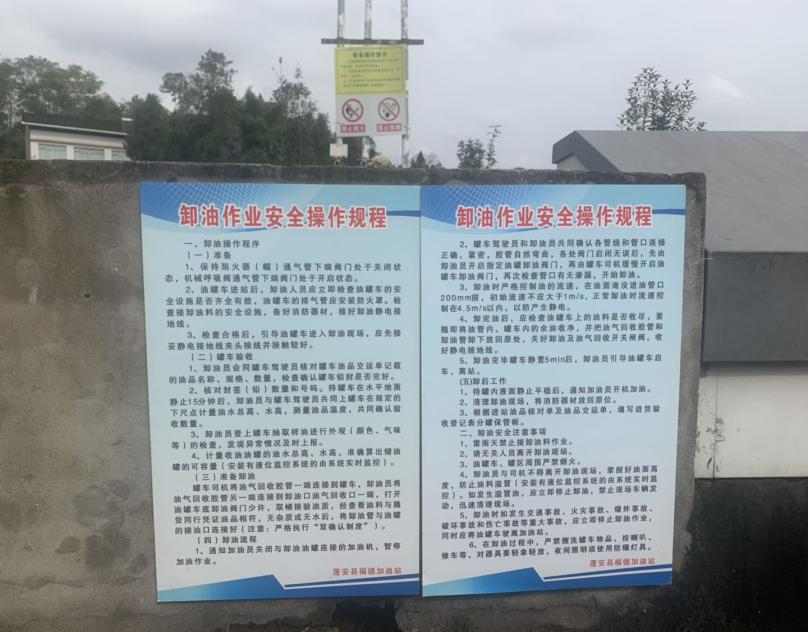 安全操作提示
禁止烟火
卸油作业安全操作规程
一、卸油操作程序
（一）准备
1、保持阻火器（帽）通气管下端阀门处于关闭状
态，机械呼吸阀通气管下端阀门处于开启状态。
2、油罐车进站后，卸油人员应立即检查油罐车的安
全设施是否齐全有效，油罐车的排气管应安装防火罩。检
查接卸油料的安全设施，备好消防器材，接好卸油静电接
地线。
3、检查合格后，引导油罐车进入卸油现场，应先接
妥静电接地线夹头接线并接触较好。
（二）罐车验收
1、卸油员会同罐车驾驶员核对罐车油品交运单记载
的油品名称、规格、数量，检查确认罐车铅封是否完好。
2、核对封签（铅）数量和号码。待罐车在水平地面
静止15分钟后，卸油员与罐车驾驶员共同上罐车在规定的
下尺点计量油水总高、水高，测量油品温度，共同确认验
收数量。
3、卸油员登上罐车抽取样油进行外观（颜色、气味
等）的检查，发现异常情况及时上报。
4、计量收油油罐的油水总高、水高，准确算出储油
罐的可容量（安装有液位监控系统的由系统实时监控）。
（三）准备卸油
罐车司机将油气回收胶管一端连接到罐车，卸油员将
油气回收胶管另一端连接到卸油口油气回收口一端，打开
油罐车底卸油阀门少许，取桶接验油质，经查看油料与随
货同行凭证油品相符，无杂质或无水后，将卸油管与油罐
的接油口连接好（注意：严格执行“双确认制度”）。
（四）卸油流程
1、通知加油员关闭与卸油油罐连接的加油机，暂停
加油作业。
蓬安县福德加油站
卸油作业安全操作规程
2、罐车驾驶员和卸油员共同确认各管线和管口连接
正确、紧密，胶管自然弯曲，各处阀门启闭无误后，先由
卸油员开启指定油罐卸油阀门，再由罐车司机缓慢开启油
罐车卸油阀门，再次检查管口有无渗漏，开始卸油。
3、卸油时严格控制油的流速，在油面淹没进油管口
200mm前，初始流速不应大于1m/s，正常卸油时流速控
制在4.5m/s以内，以防产生静电。
4、卸完油后，应检查油罐车上的油料是否收尽，要
随即将油管内、罐车内的余油收净，并把油气回收胶管和
卸油管卸下放回原处，关好卸油及油气回收开关闸阀，收
好静电接地线。
5、卸油完毕罐车静置5min后，卸油员引导油罐车启
车、离站。
(五)卸后工作
1、待罐内液面静止平稳后，通知加油员开机加油。
2、清理卸油现场，将消防器材放回原位。
3、根据进站油品核对单及油品交运单，填写进货验
收登记表分罐保管帐。
二、卸油安全注意事项
1、雷雨天禁止接卸油料作业。
2、请无关人员离开卸油现场。
3、油罐车、罐区周围严禁烟火。
4、卸油员与司机不得离开卸油现场，掌握好油面高
度，防止油料溢冒（安装有液位监控系统的由系统实时监
控）。如发生溢冒油，应立即停止卸油，禁止现场车辆发
动，迅速清理现场。
5、卸油时如发生交通事故、火灾事故、爆炸事故、
破坏事故和伤亡事故等重大事故，应立即停止卸油作业，
同时应将油罐车驶离加油站。
6、在卸油过程中，严禁擦洗罐车物品、按喇叭、
修车等，对器具要轻拿轻放，夜间照明须使用防爆灯具。
蓬安县福德加油站